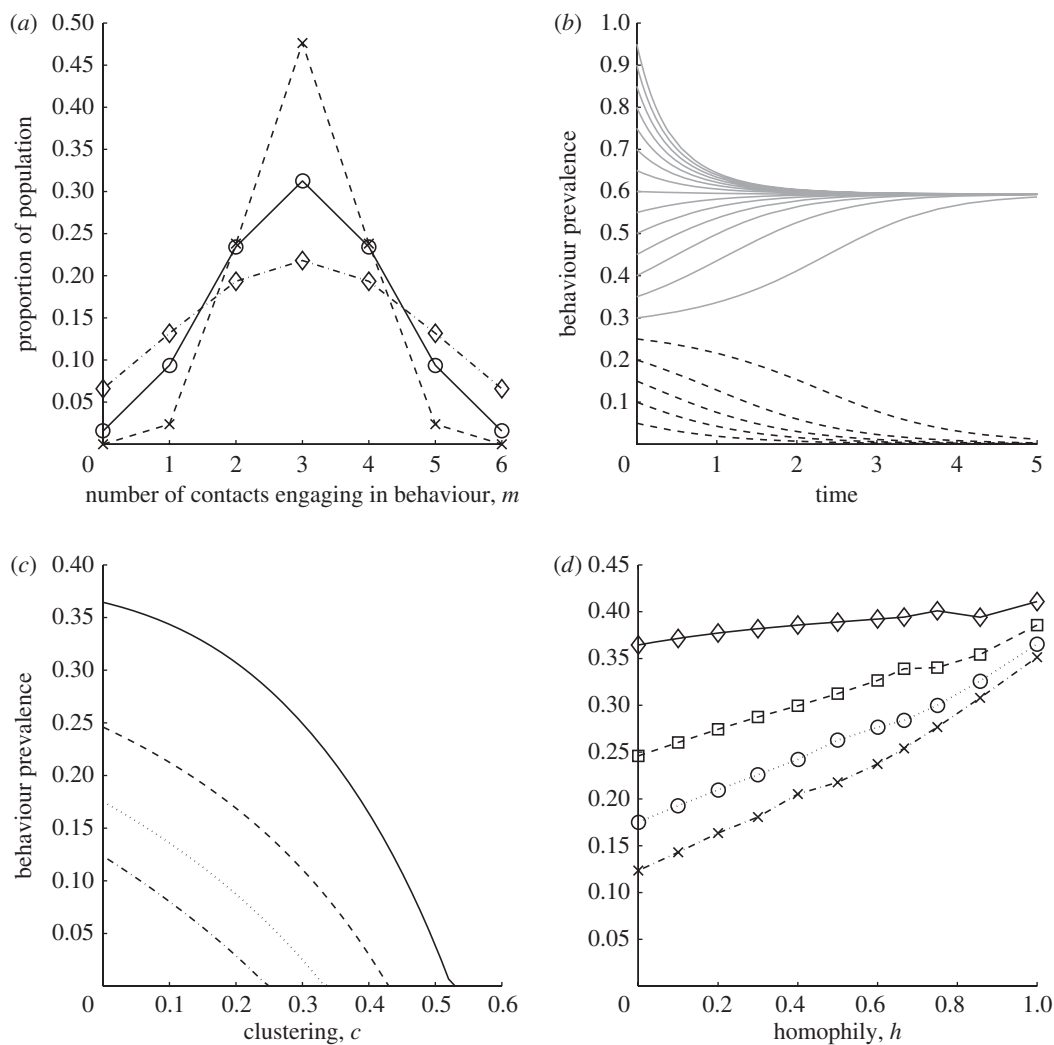 (a)
0.50
0.45
0.40
0.35
0.30
0.25
0.20
0.15
0.10
0.05
0 1 2 3 4 5 6
proportion of population
number of contacts engaging in behaviour, m
(b)
1.0
0.9
0.8
0.7
0.6
0.5
0.4
0.3
0.2
0.1
0 1 2 3 4 5
behaviour prevalence
time
(c)
0.40
0.35
0.30
0.25
0.20
0.15
0.10
0.05
0 0.1 0.2 0.3 0.4 0.5 0.6
behaviour prevalence
clustering, c
(d)
0.45
0.40
0.35
0.30
0.25
0.20
0.15
0.10
0.05
0 0.2 0.4 0.6 0.8 1.0
homophily, h